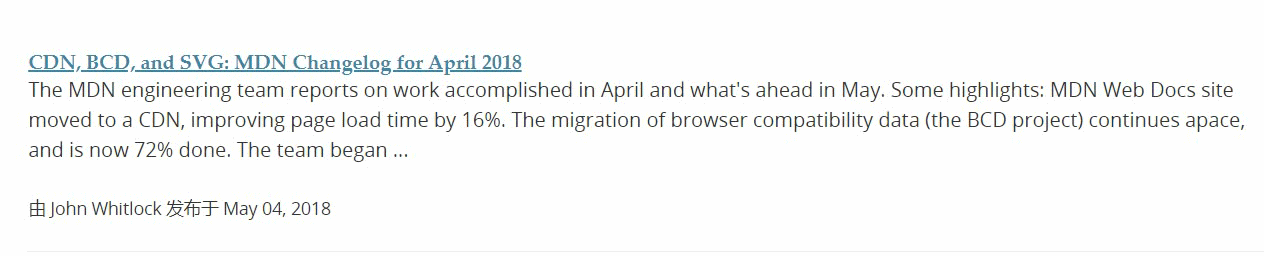 CDN, BCD, and SVG: MDN Changelog for April 2018
The MDN engineering team reports on work accomplished in April and what's ahead in May. Some highlights: MDN Web Docs site
moved to a CDN, improving page load time by 16%. The migration of browser compatibility data (the BCD project) continues apace,
and is now 72% done. The team began …
由 John Whitlock 发布于 May 04, 2018